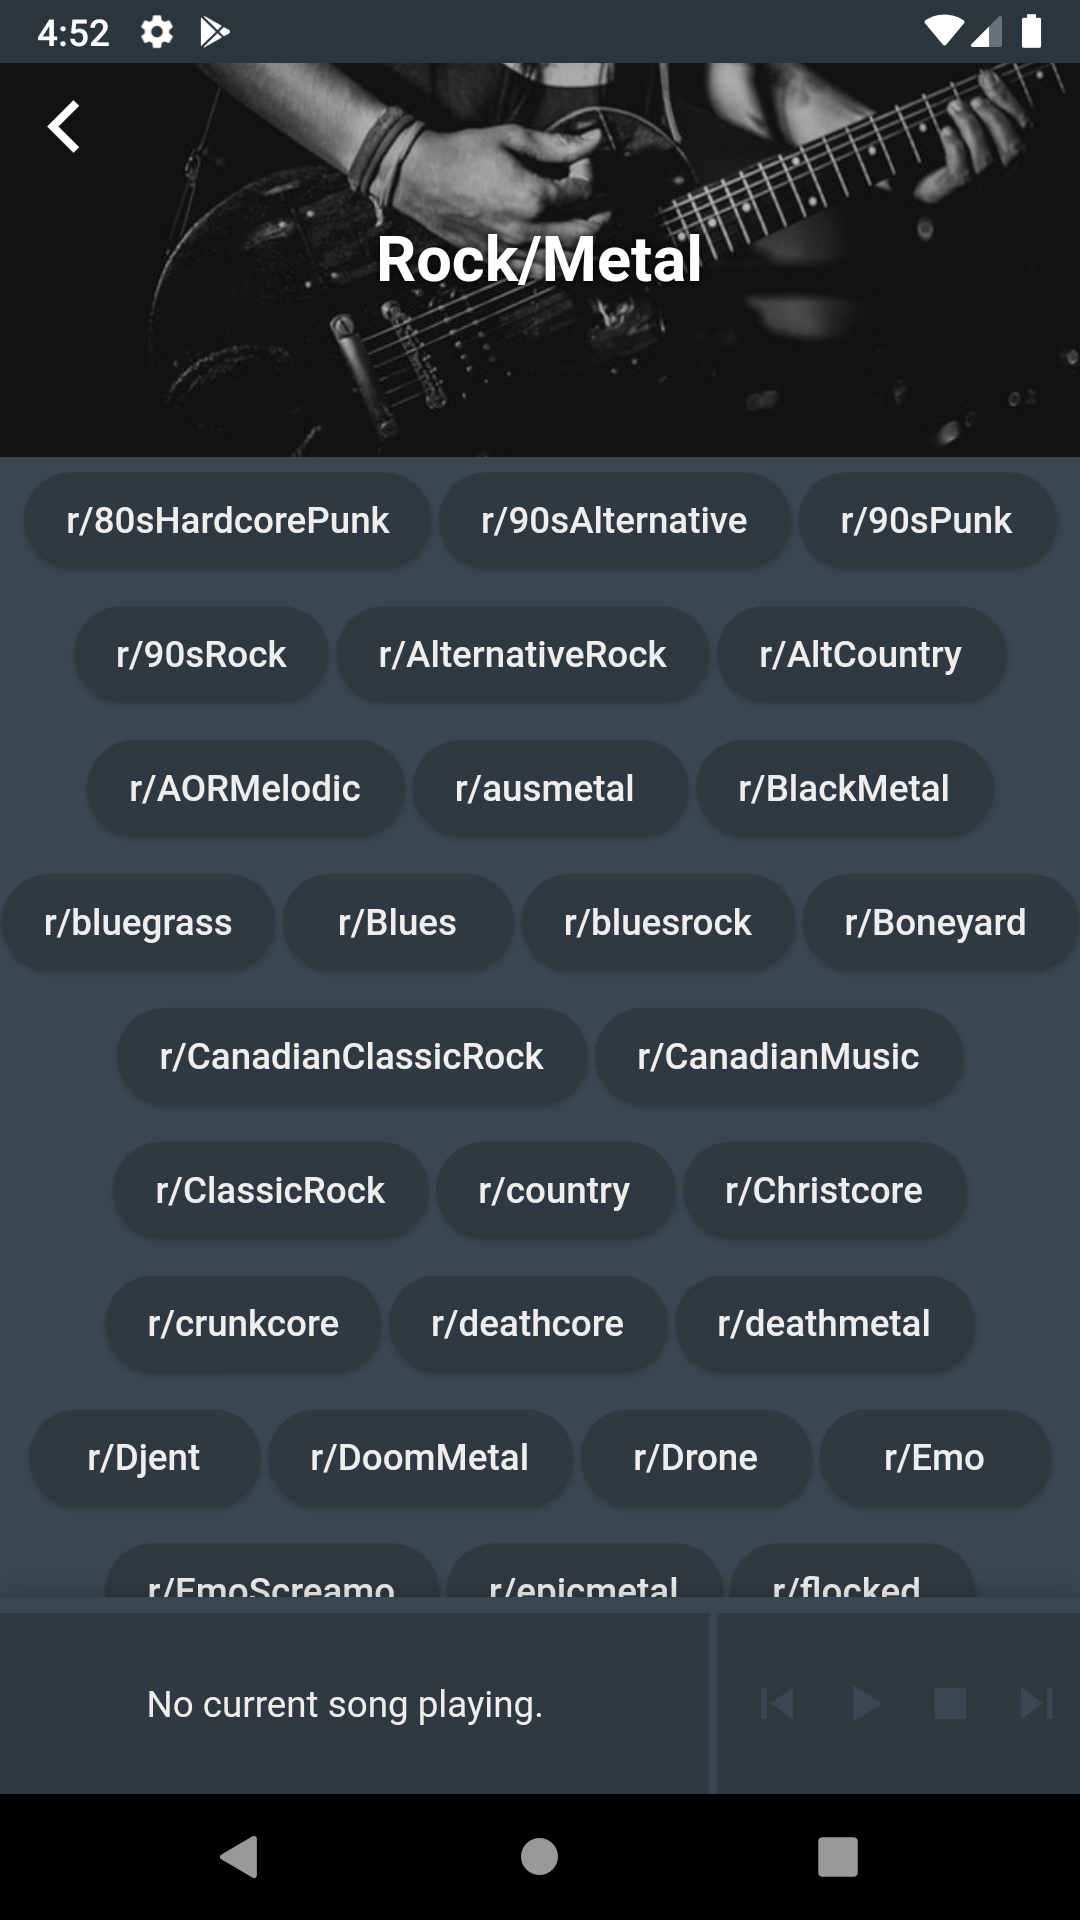 4:52
Rock/Metal
r/80sHardcorePunk r/90sAlternative r/90sPunk
r/90sRock r/AlternativeRock r/AltCountry
r/AORMelodic r/ausmetal r/BlackMetal
r/bluegrass r/Blues r/bluesrock r/Boneyard
r/CanadianClassicRock r/CanadianMusic
r/ClassicRock r/country r/Christcore
r/crunkcore r/deathcore r/deathmetal
r/Djent r/DoomMetal r/Drone r/Emo
r/EmoScreamo r/epicmetal r/flocked
No current song playing.